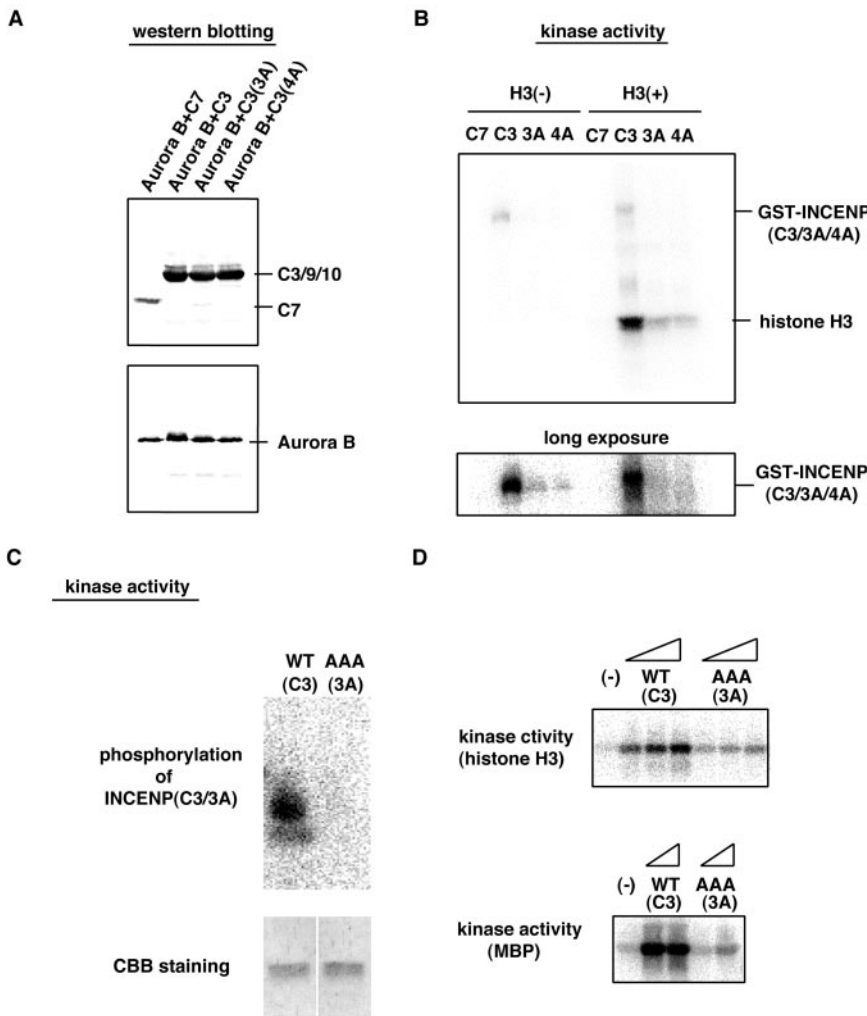 A
western blotting
Aurora B+C7
Aurora B+C3
Aurora B+C3(3A)
Aurora B+C3(4A)
C3/9/10
C7
Aurora B
B
kinase activity
H3(-) H3(+)
C7 C3 3A 4A C7 C3 3A 4A
GST-INCENP
(C3/3A/4A)
histone H3
long exposure
GST-INCENP
(C3/3A/4A)
C
kinase activity
WT AAA
(C3) (3A)
phosphorylation
of
INCENP(C3/3A)
CBB staining
D
(-) WT AAA
(C3) (3A)
kinase ctivity
(histone H3)
(-) WT AAA
(C3) (3A)
kinase activity
(MBP)